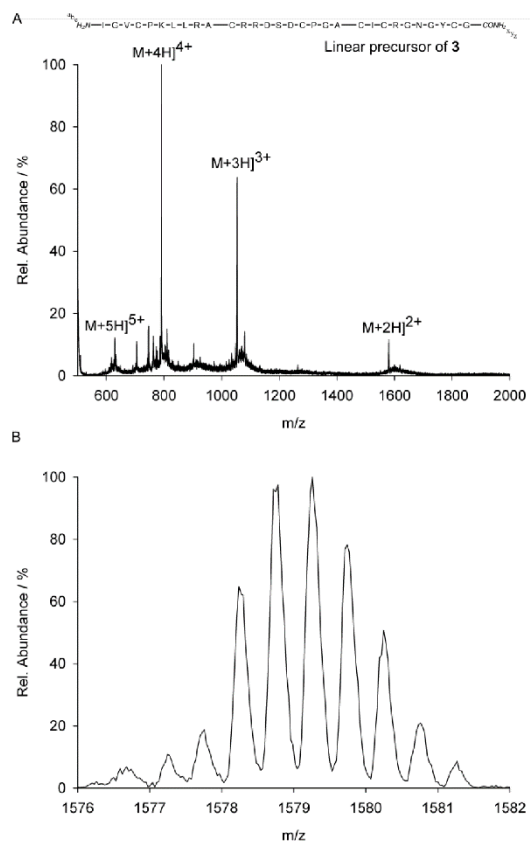 A
H₂N—I—G—V—C—P—K—L—L—R—A—C—R—R—D—S—D—C—P—G—A—C—I—C—R—G—N—G—Y—C—G—CONH₂
Linear precursor of 3
M+4H]4+
M+3H]3+
M+5H]5+
M+2H]2+
100
80
60
40
20
0
Rel. Abundance / %
600 800 1000 1200 1400 1600 1800 2000
m/z
B
100
80
60
40
20
0
Rel. Abundance / %
1576 1577 1578 1579 1580 1581 1582
m/z